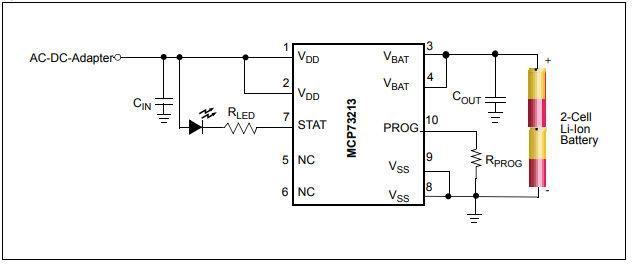 AC-DC-Adapter
1
VDD
2
VDD
CIN
RLED
7
STAT
5
NC
6
NC
MCP73213
3
VBAT
4
VBAT
COUT
10
PROG
RPROG
9
VSS
8
VSS
+
2-Cell
Li-Ion
Battery
-